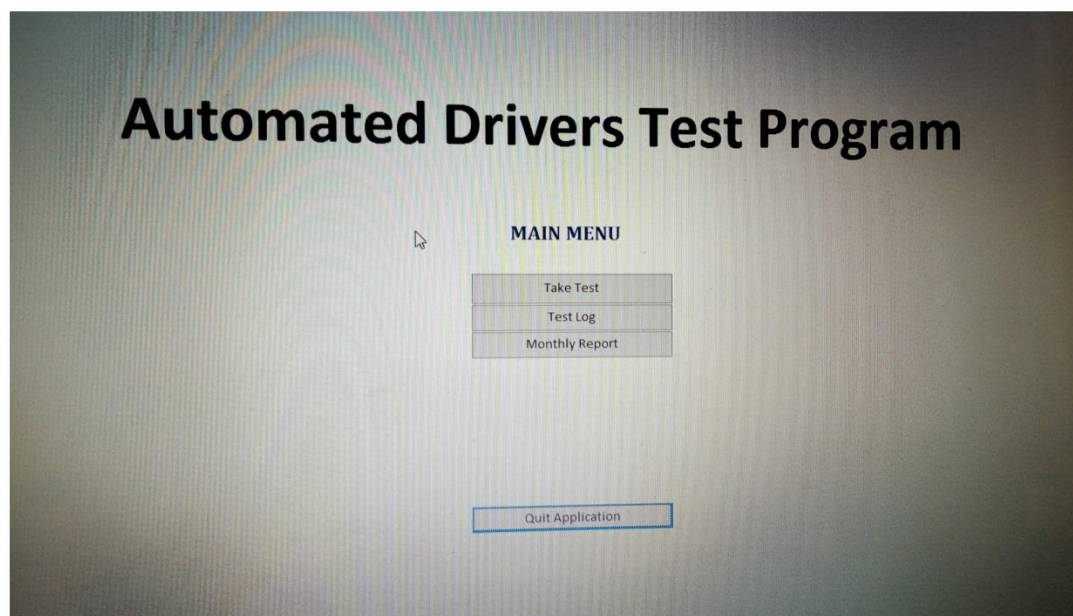 Automated Drivers Test Program
MAIN MENU
Take Test
Test Log
Monthly Report
Quit Application